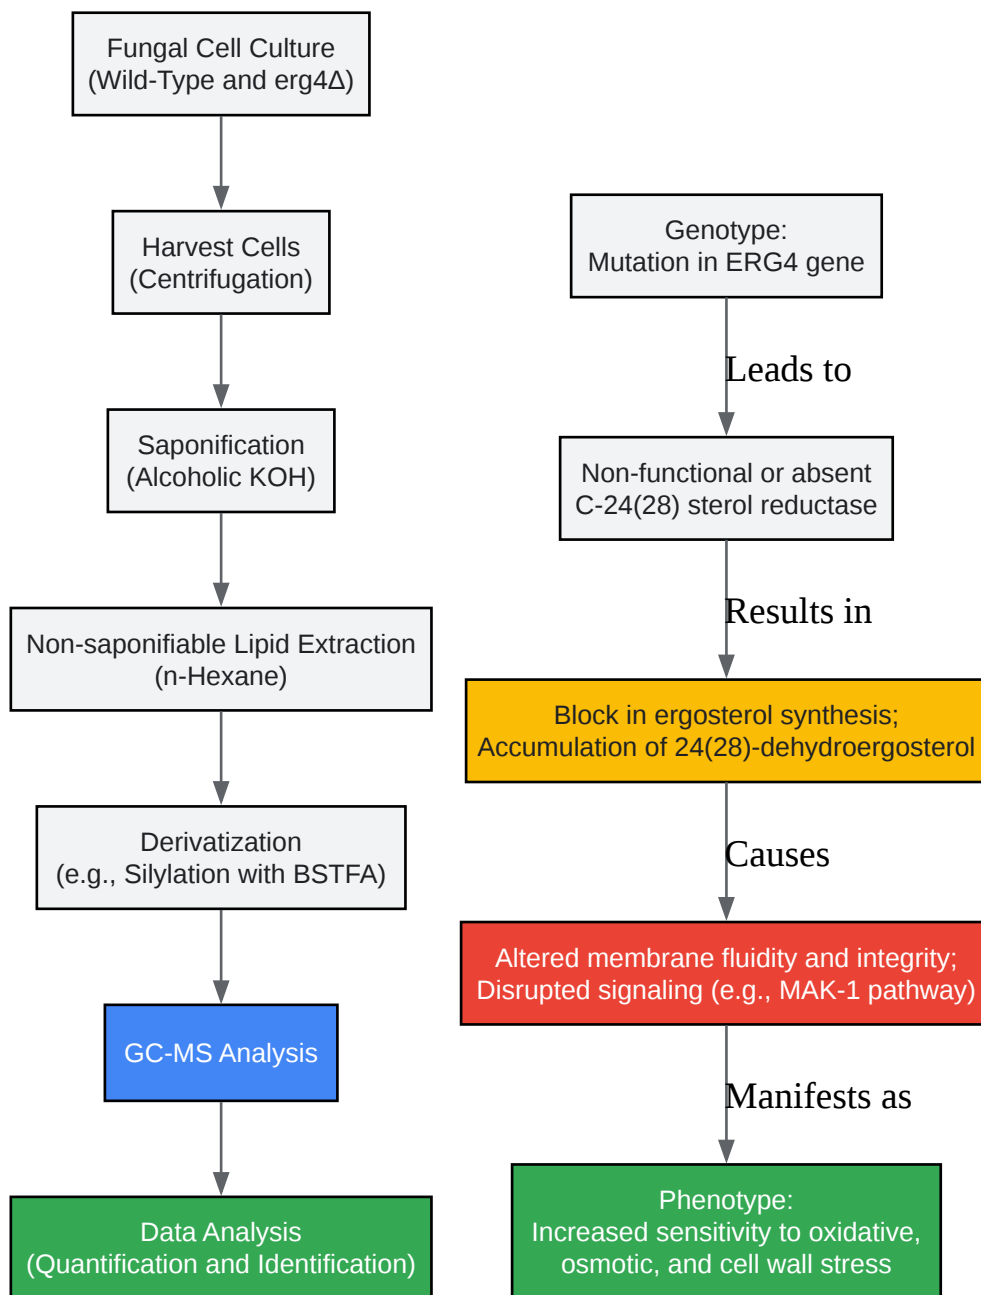 Fungal Cell Culture
(Wild-Type and erg4Δ)
Harvest Cells
(Centrifugation)
Saponification
(Alcoholic KOH)
Non-saponifiable Lipid Extraction
(n-Hexane)
Derivatization
(e.g., Silylation with BSTFA)
GC-MS Analysis
Data Analysis
(Quantification and Identification)
Genotype:
Mutation in ERG4 gene
Leads to
Non-functional or absent
C-24(28) sterol reductase
Results in
Block in ergosterol synthesis;
Accumulation of 24(28)-dehydroergosterol
Causes
Altered membrane fluidity and integrity;
Disrupted signaling (e.g., MAK-1 pathway)
Manifests as
Phenotype:
Increased sensitivity to oxidative,
osmotic, and cell wall stress